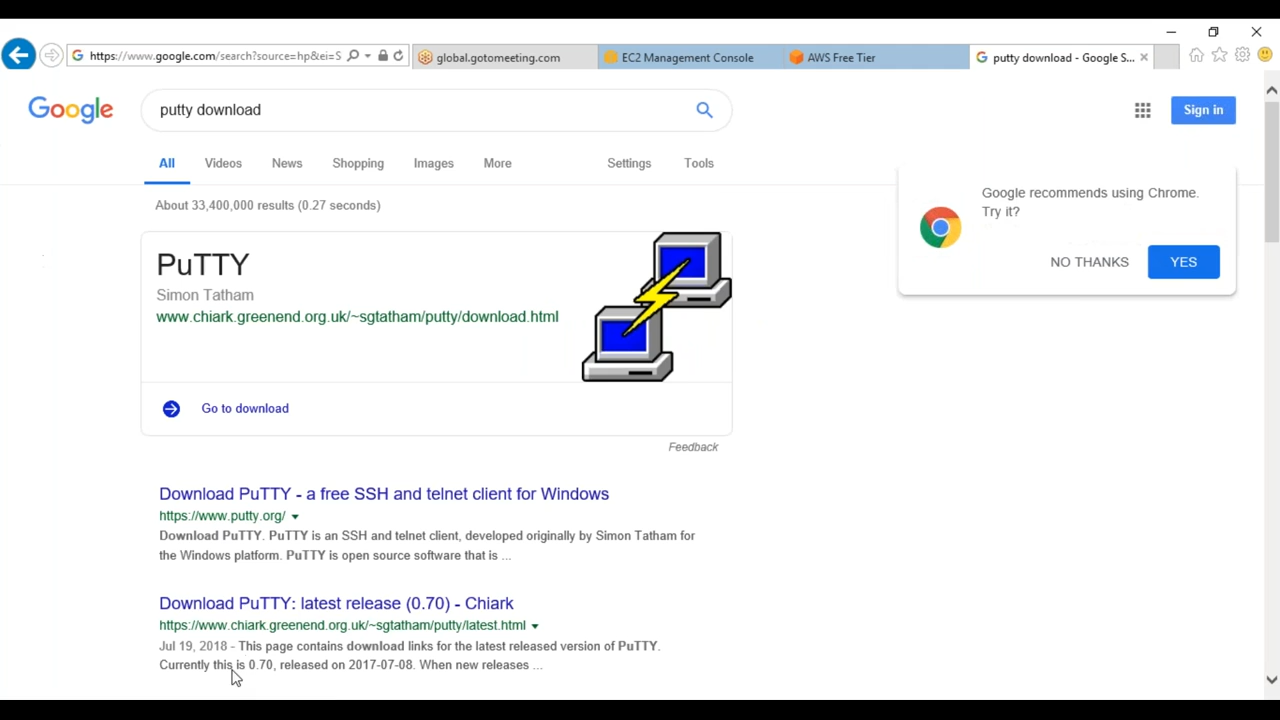 https://www.google.com/search?source=hp&ei=S
global.gotomeeting.com
EC2 Management Console
AWS Free Tier
putty download - Google S...
Google
putty download
Sign in
All Videos News Shopping Images More Settings Tools
About 33,400,000 results (0.27 seconds)
Google recommends using Chrome.
Try it?
NO THANKS
YES
PuTTY
Simon Tatham
www.chiark.greenend.org.uk/~sgtatham/putty/download.html
Go to download
Feedback
Download PuTTY - a free SSH and telnet client for Windows
https://www.putty.org/
Download PuTTY. PuTTY is an SSH and telnet client, developed originally by Simon Tatham for
the Windows platform. PuTTY is open source software that is ...
Download PuTTY: latest release (0.70) - Chiark
https://www.chiark.greenend.org.uk/~sgtatham/putty/latest.html
Jul 19, 2018 - This page contains download links for the latest released version of PuTTY.
Currently this is 0.70, released on 2017-07-08. When new releases ...